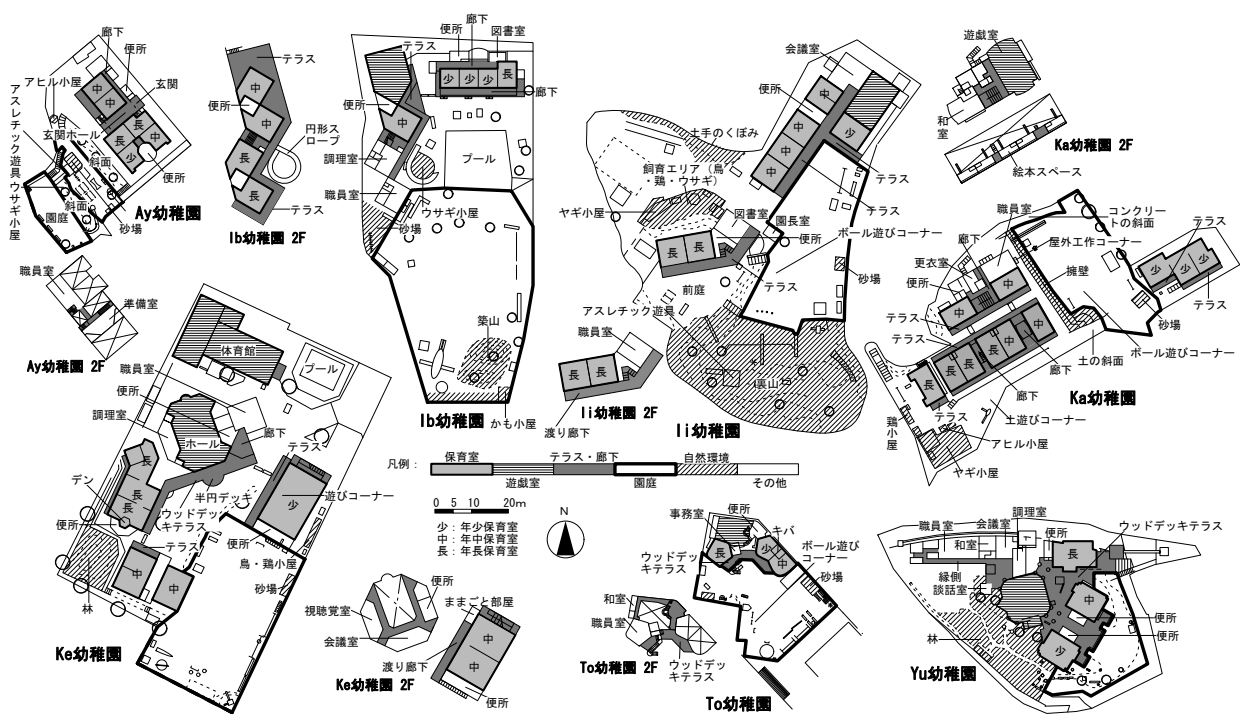 廊下
便所
アヒル小屋
玄関
中
中
アスレチック遊具
玄関ホール
長
長
中
少
斜面
便所
ウサギ小屋
園庭
斜面
砂場
Ay幼稚園
職員室
準備室
Ay幼稚園 2F
テラス
中
便所
中
円形ス
ロープ
長
長
テラス
Ib幼稚園 2F
廊下
便所
図書室
テラス
少
少
少
長
便所
廊下
中
調理室
プール
職員室
ウサギ小屋
砂場
築山
Ib幼稚園
かも小屋
会議室
便所
中
土手のくぼみ
中
少
中
飼育エリア（鳥
・鶏・ウサギ）
テラス
ヤギ小屋
図書室
園長室
テラス
便所
ボール遊びコーナー
長
長
テラス
砂場
前庭
アスレチック遊具
職員室
長
長
裏山
Ii幼稚園 2F
渡り廊下
Ii幼稚園
遊戯室
和室
Ka幼稚園 2F
絵本スペース
職員室
コンクリー
トの斜面
テラス
廊下
屋外工作コーナー
更衣室
擁壁
少
少
少
便所
中
中
テラス
テラス
テラス
中
長
中
長
長
長
砂場
ボール遊びコーナー
土の斜面
廊下
廊下
Ka幼稚園
テラス
土遊びコーナー
鶏小屋
アヒル小屋
ヤギ小屋
体育館
プール
職員室
便所
調理室
ホール
廊下
テラス
長
長
長
半円デッキ
遊びコーナー
デン
ウッドデッ
キテラス
少
便所
テラス
便所
鳥・鶏小屋
中
中
砂場
林
Ke幼稚園
便所
視聴覚室
ままごと部屋
会議室
中
中
渡り廊下
便所
Ke幼稚園 2F
凡例：
保育室
テラス・廊下
自然環境
遊戯室
園庭
その他
0 5 10 20m
N
少：年少保育室
中：年中保育室
長：年長保育室
事務室
便所
キバ
ボール遊び
コーナー
長
少
中
ウッドデッ
キテラス
砂場
和室
職員室
ウッドデッ
キテラス
To幼稚園 2F
To幼稚園
調理室
会議室
職員室
便所
ウッドデッキテラス
和室
長
縁側
談話室
中
便所
便所
林
少
Yu幼稚園